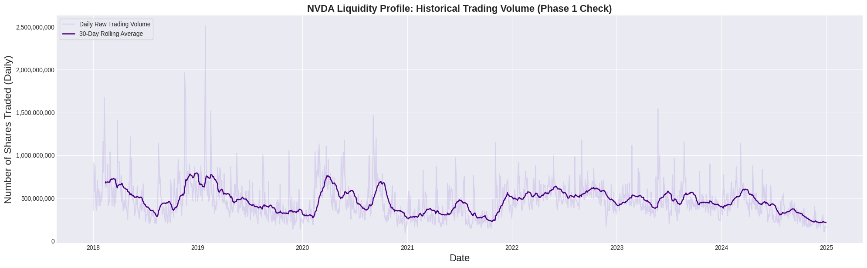 NVDA Liquidity Profile: Historical Trading Volume (Phase 1 Check)
Daily Raw Trading Volume
30-Day Rolling Average
Number of Shares Traded (Daily)
2,500,000,000
2,000,000,000
1,500,000,000
1,000,000,000
500,000,000
0
2018 2019 2020 2021 2022 2023 2024 2025
Date